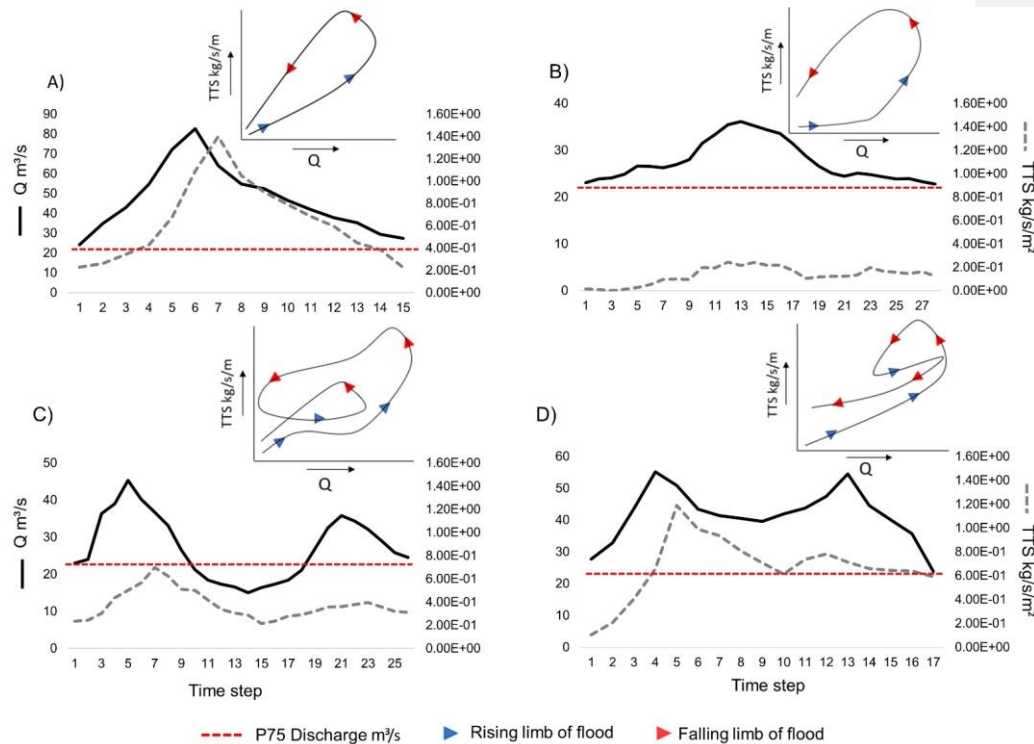 A)
TTS kg/s/m
Q
Q m³/s
90
80
70
60
50
40
30
20
10
0
1.60E+00
1.40E+00
1.20E+00
1.00E+00
8.00E-01
6.00E-01
4.00E-01
2.00E-01
0.00E+00
1 2 3 4 5 6 7 8 9 10 11 12 13 14 15
B)
TTS kg/s/m
Q
40
30
20
10
0
1.60E+00
1.40E+00
1.20E+00
1.00E+00
8.00E-01
6.00E-01
4.00E-01
2.00E-01
0.00E+00
TTS kg/s/m²
1 3 5 7 9 11 13 15 17 19 21 23 25 27
C)
TTS kg/s/m
Q
Q m³/s
50
40
30
20
10
0
1.60E+00
1.40E+00
1.20E+00
1.00E+00
8.00E-01
6.00E-01
4.00E-01
2.00E-01
0.00E+00
1 3 5 7 9 11 13 15 17 19 21 23 25
Time step
D)
TTS kg/s/m
Q
60
50
40
30
20
10
0
1.60E+00
1.40E+00
1.20E+00
1.00E+00
8.00E-01
6.00E-01
4.00E-01
2.00E-01
0.00E+00
TTS kg/s/m²
1 2 3 4 5 6 7 8 9 10 11 12 13 14 15 16 17
Time step
P75 Discharge m³/s
Rising limb of flood
Falling limb of flood